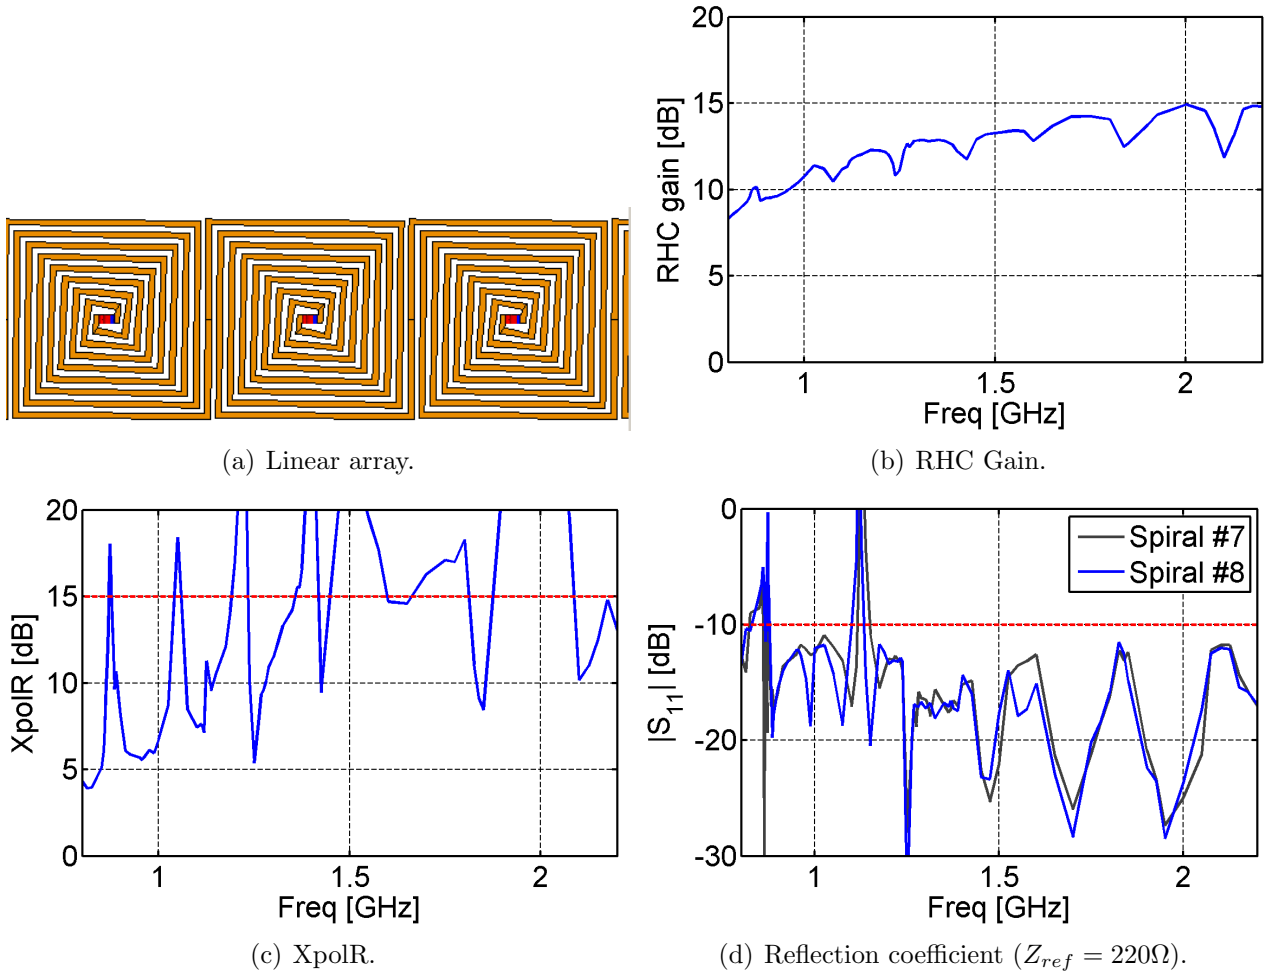 20
15
10
5
0
RHC gain [dB]
1
1.5
2
Freq [GHz]
(a) Linear array.
(b) RHC Gain.
20
15
10
5
0
XpolR [dB]
1
1.5
2
Freq [GHz]
0
-10
-20
-30
|S11| [dB]
Spiral #7
Spiral #8
1
1.5
2
Freq [GHz]
(c) XpolR.
(d) Reflection coefficient (Zref = 220Ω).